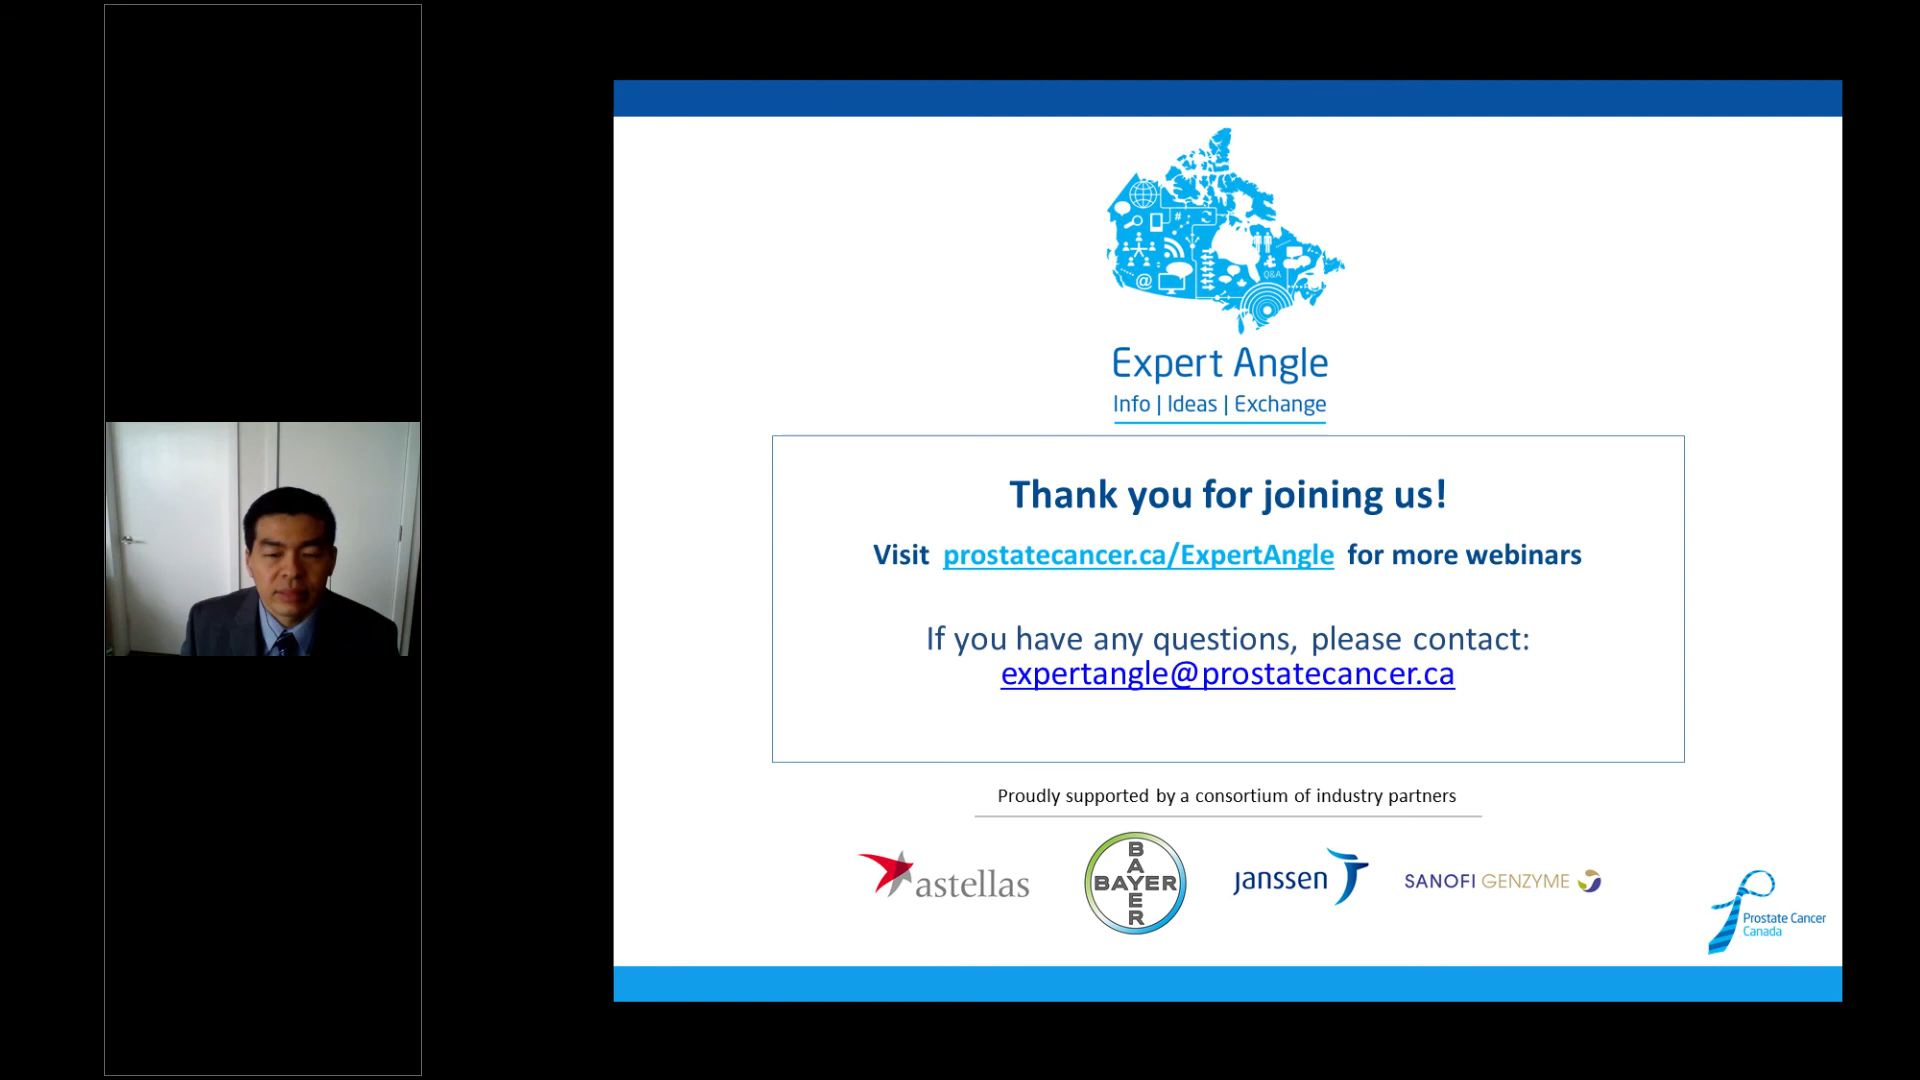 #
@
Q&A
Expert Angle
Info | Ideas | Exchange
Thank you for joining us!
Visit prostatecancer.ca/ExpertAngle for more webinars
If you have any questions, please contact:
expertangle@prostatecancer.ca
Proudly supported by a consortium of industry partners
astellas
BAYER
BAYER
janssen
SANOFI GENZYME
Prostate Cancer
Canada